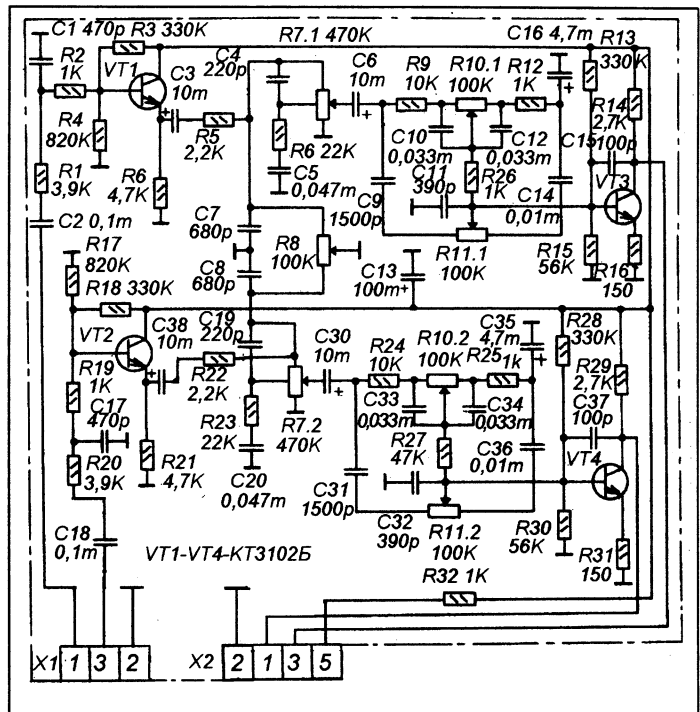 C1 470p R3 330K
R7.1 470K
C16 4,7m R13
330K
R2
1K
VT1
C3
10m
C4
220p
C6
10m
R9
10K
R10.1
100K
R12
1K
R4
820K
R5
2,2K
R14
2,7K
C15
100p
R1
3,9K
R6
4,7K
R6 22K
C5
0,047m
C10
0,033m
C12
0,033m
C11
390p
R26
1K
VT3
C2 0,1m
C7
680p
C9
1500p
C14
0,01m
R17
820K
R8
100K
R11.1
100K
R15
56K
R16
150
R18 330K
C8
680p
C13
100m+
VT2
C38
10m
C19
220p
C30
10m
R24
10K
R10.2
100K
C35
4,7m
R25
1k
R28
330K
R29
2,7K
R19
1K
R22
2,2K
C17
470p
R23
22K
R7.2
470K
C33
0,033m
C34
0,033m
C37
100p
R20
3,9K
R21
4,7K
C20
0,047m
R27
47K
C36
0,01m
VT4
C18
0,1m
C31
1500p
C32
390p
R11.2
100K
R30
56K
R31
150
VT1-VT4-КТ3102Б
R32 1K
X1 1 3 2
X2 2 1 3 5